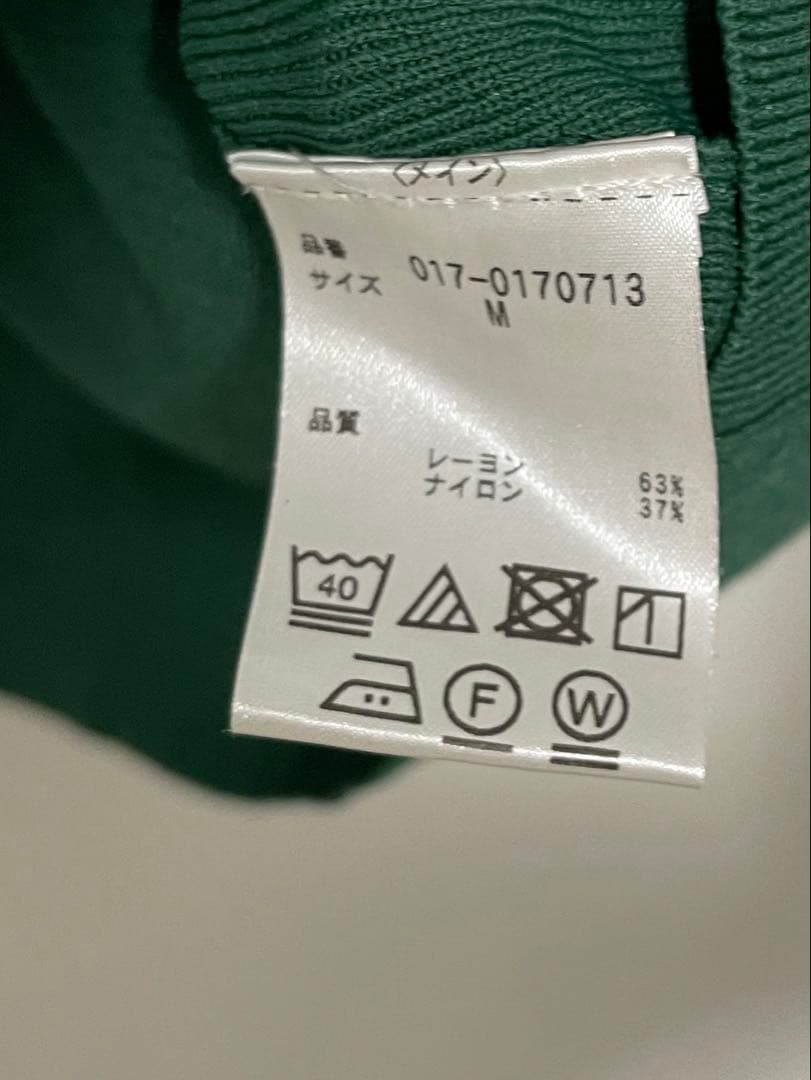 〈メイン〉
品番 017-0170713
サイズ M
品質
レーヨン 63%
ナイロン 37%
40
F W